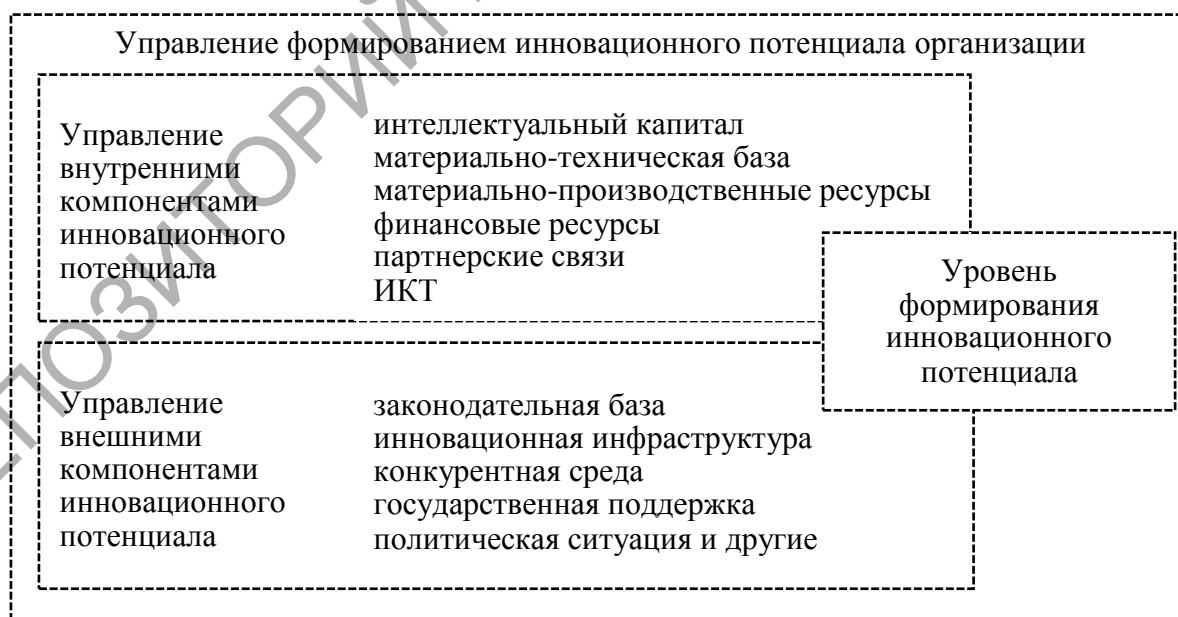 Управление формированием инновационного потенциала организации
Управление
внутренними
компонентами
инновационного
потенциала
интеллектуальный капитал
материально-техническая база
материально-производственные ресурсы
финансовые ресурсы
партнерские связи
ИКТ
Уровень
формирования
инновационного
потенциала
Управление
внешними
компонентами
инновационного
потенциала
законодательная база
инновационная инфраструктура
конкурентная среда
государственная поддержка
политическая ситуация и другие
ПОЗИТОРИЙ